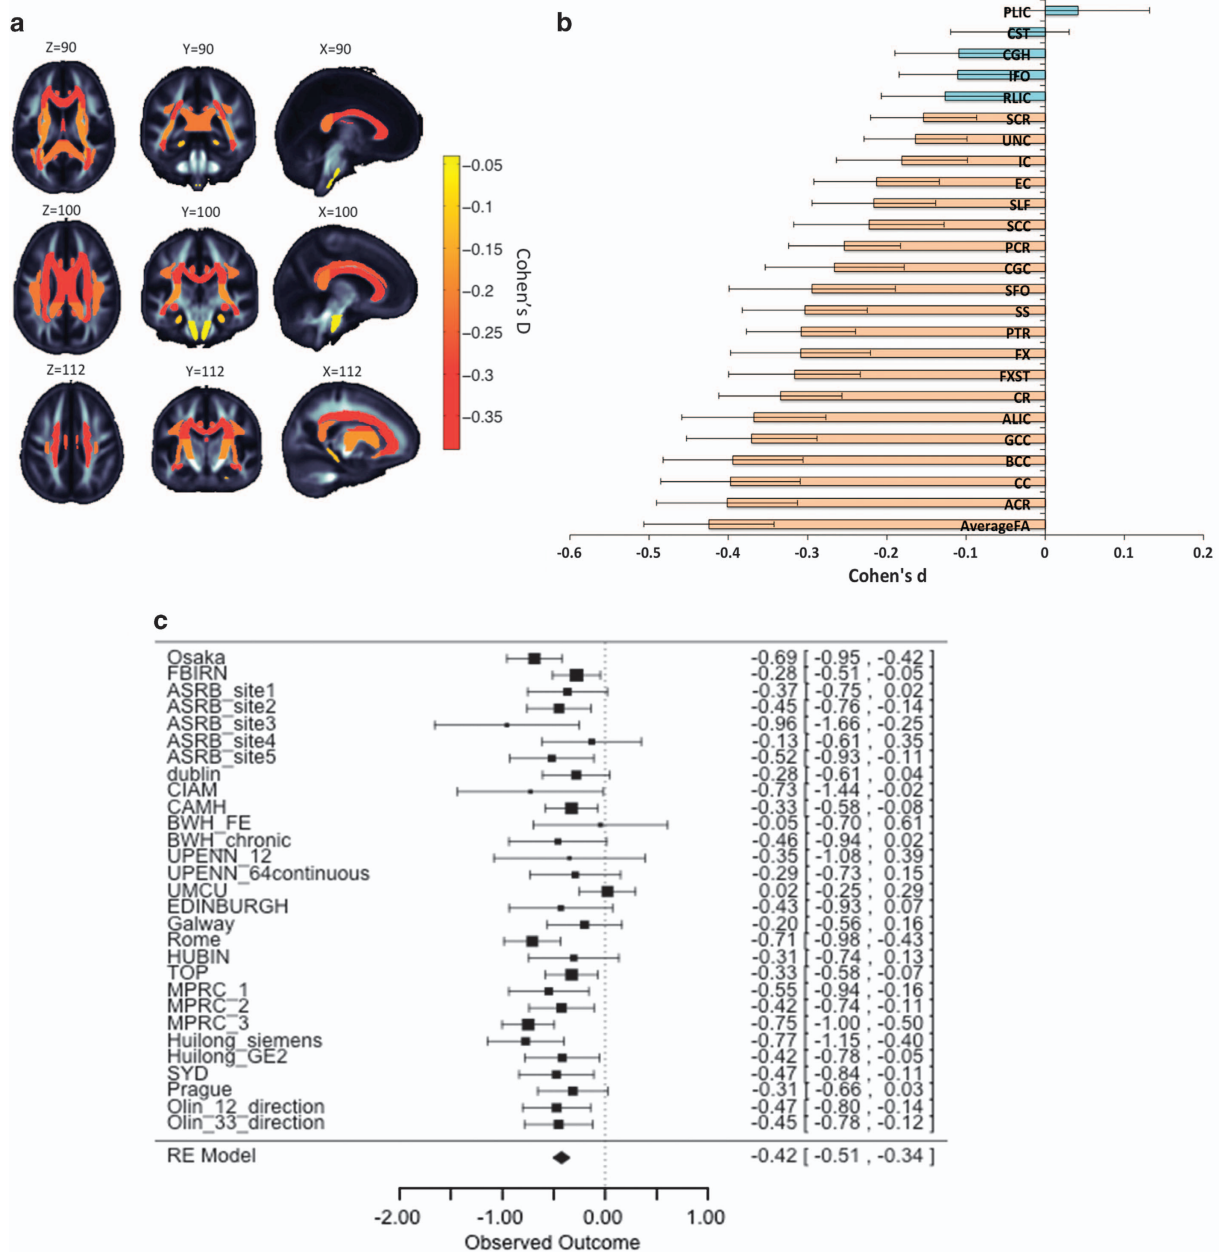 a
Z=90 Y=90 X=90
Z=100 Y=100 X=100
Z=112 Y=112 X=112
−0.05
−0.1
−0.15
−0.2
−0.25
−0.3
−0.35
Cohen's D
b
PLIC
CST
CGH
IFO
RLIC
SCR
UNC
IC
EC
SLF
SCC
PCR
CGC
SFO
SS
PTR
FX
FXST
CR
ALIC
GCC
BCC
CC
ACR
AverageFA
-0.6 -0.5 -0.4 -0.3 -0.2 -0.1 0 0.1 0.2
Cohen's d
c
Osaka -0.69 [ -0.95 , -0.42 ]
FBIRN -0.28 [ -0.51 , -0.05 ]
ASRB_site1 -0.37 [ -0.75 , 0.02 ]
ASRB_site2 -0.45 [ -0.76 , -0.14 ]
ASRB_site3 -0.96 [ -1.66 , -0.25 ]
ASRB_site4 -0.13 [ -0.61 , 0.35 ]
ASRB_site5 -0.52 [ -0.93 , -0.11 ]
dublin -0.28 [ -0.61 , 0.04 ]
CIAM -0.73 [ -1.44 , -0.02 ]
CAMH -0.33 [ -0.58 , -0.08 ]
BWH_FE -0.05 [ -0.70 , 0.61 ]
BWH_chronic -0.46 [ -0.94 , 0.02 ]
UPENN_12 -0.35 [ -1.08 , 0.39 ]
UPENN_64continuous -0.29 [ -0.73 , 0.15 ]
UMCU 0.02 [ -0.25 , 0.29 ]
EDINBURGH -0.43 [ -0.93 , 0.07 ]
Galway -0.20 [ -0.56 , 0.16 ]
Rome -0.71 [ -0.98 , -0.43 ]
HUBIN -0.31 [ -0.74 , 0.13 ]
TOP -0.33 [ -0.58 , -0.07 ]
MPRC_1 -0.55 [ -0.94 , -0.16 ]
MPRC_2 -0.42 [ -0.74 , -0.11 ]
MPRC_3 -0.75 [ -1.00 , -0.50 ]
Huilong_siemens -0.77 [ -1.15 , -0.40 ]
Huilong_GE2 -0.42 [ -0.78 , -0.05 ]
SYD -0.47 [ -0.84 , -0.11 ]
Prague -0.31 [ -0.66 , 0.03 ]
Olin_12_direction -0.47 [ -0.80 , -0.14 ]
Olin_33_direction -0.45 [ -0.78 , -0.12 ]
RE Model -0.42 [ -0.51 , -0.34 ]
-2.00 -1.00 0.00 1.00
Observed Outcome